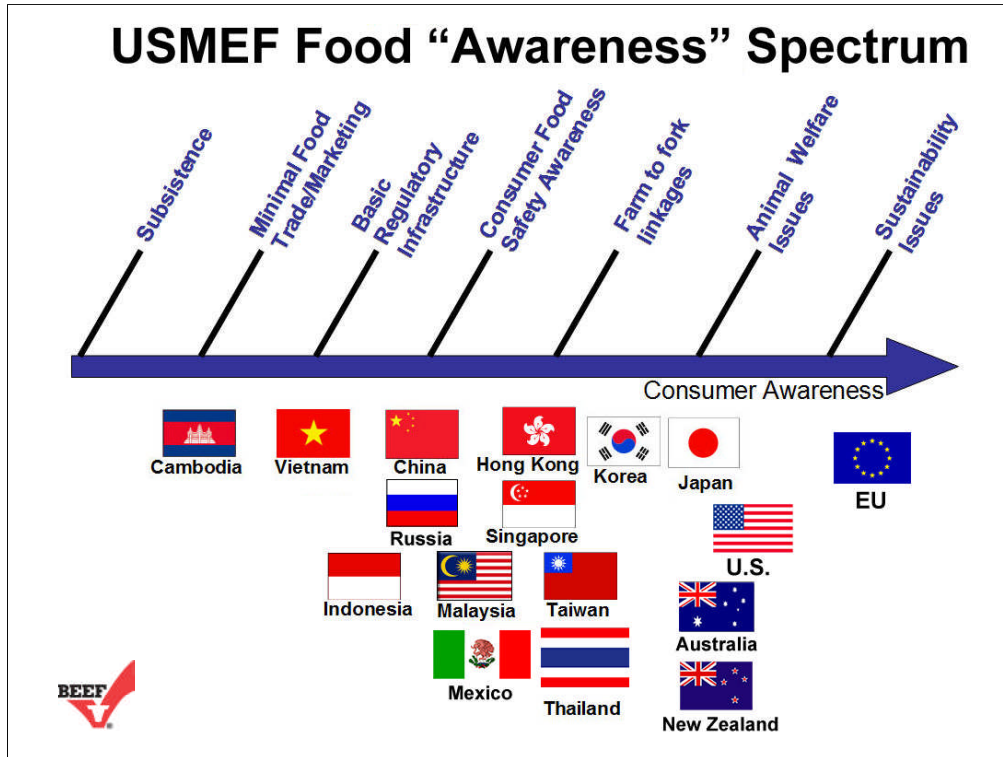 USMEF Food “Awareness” Spectrum
Subsistence
Minimal Food
Trade/Marketing
Basic
Regulatory
Infrastructure
Consumer Food
Safety Awareness
Farm to fork
linkages
Animal Welfare
Issues
Sustainability
Issues
Consumer Awareness
Cambodia
Vietnam
China
Hong Kong
Korea
Japan
EU
Russia
Singapore
U.S.
Indonesia
Malaysia
Taiwan
Australia
Mexico
Thailand
New Zealand
BEEF
®